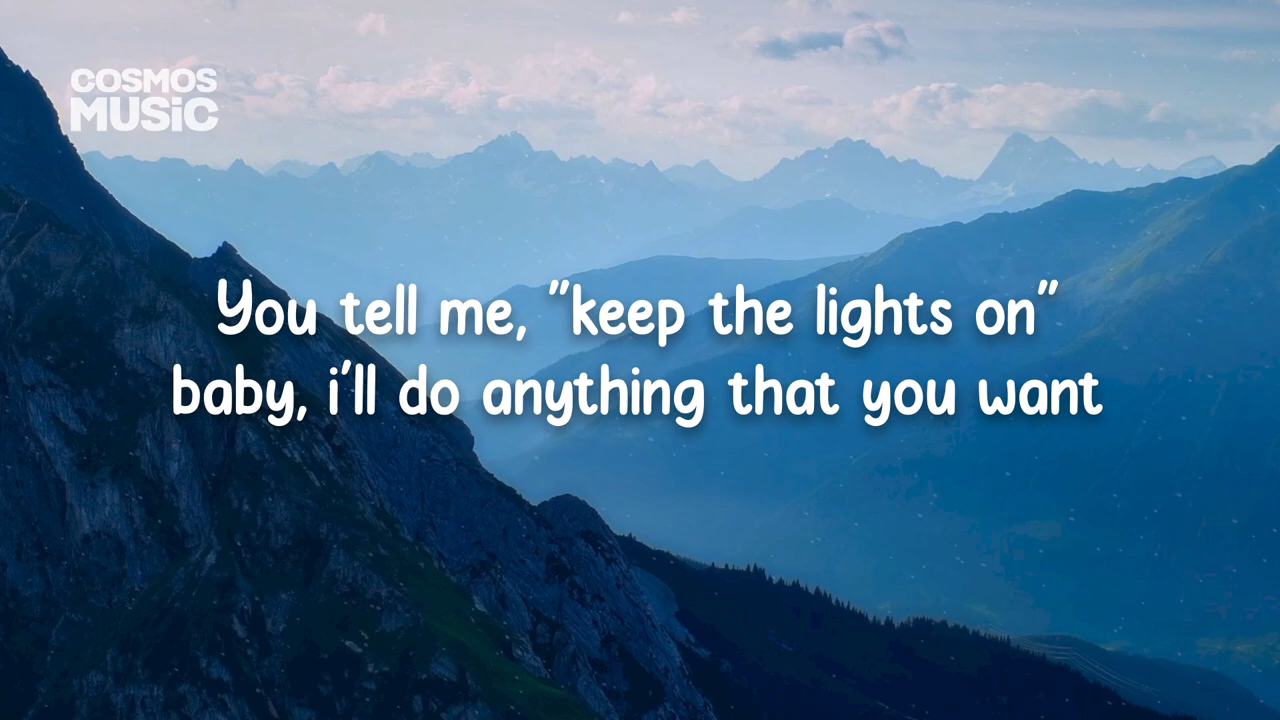 COSMOS
MUSiC
You tell me, "keep the lights on"
baby, i'll do anything that you want